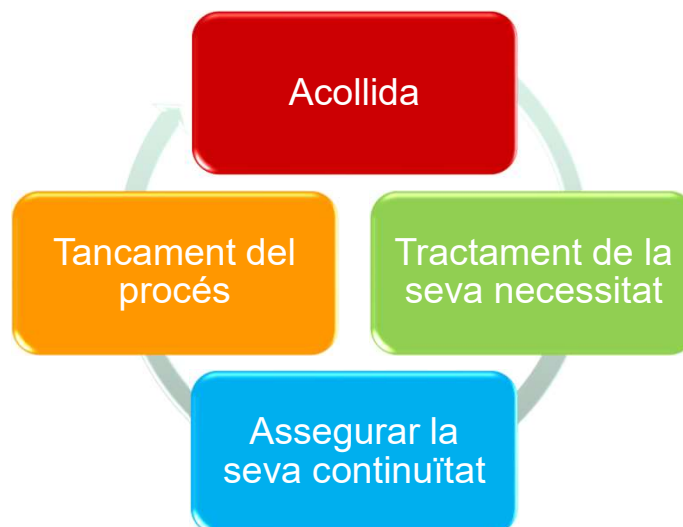 Acollida
Tractament de la
seva necessitat
Assegurar la
seva continuïtat
Tancament del
procés